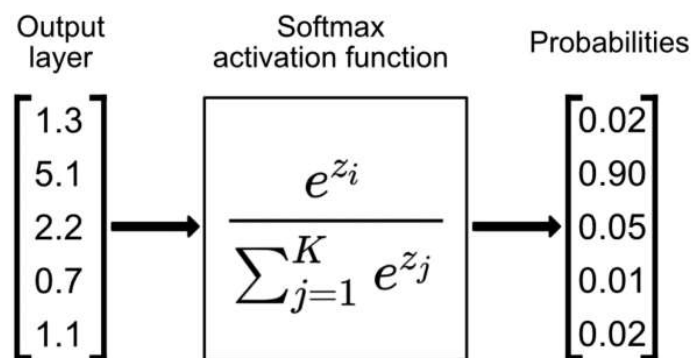 Output
layer
Softmax
activation function
Probabilities
1.3
5.1
2.2
0.7
1.1
e^{z_i}
∑_{j=1}^{K} e^{z_j}
0.02
0.90
0.05
0.01
0.02